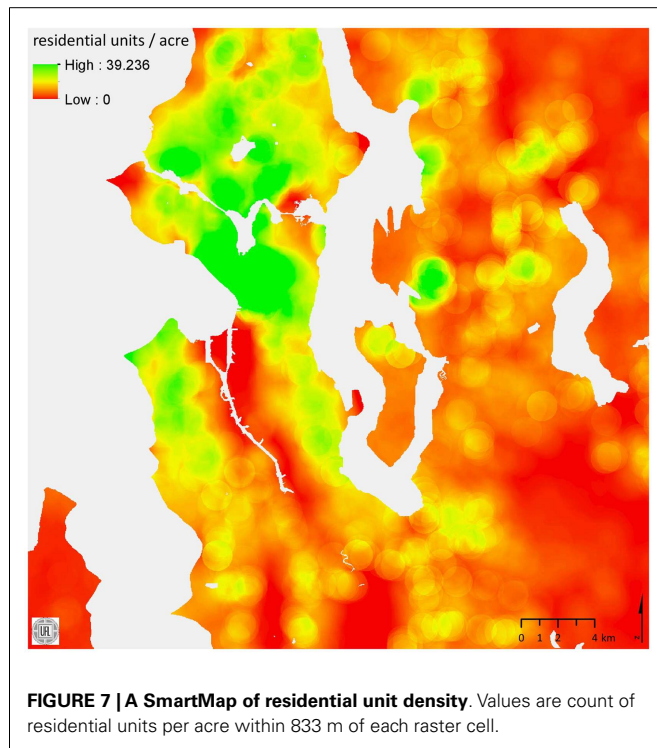 residential units / acre
High : 39.236
Low : 0
UFL
0 1 2 4 km
N
FIGURE 7 | A SmartMap of residential unit density. Values are count of
residential units per acre within 833 m of each raster cell.